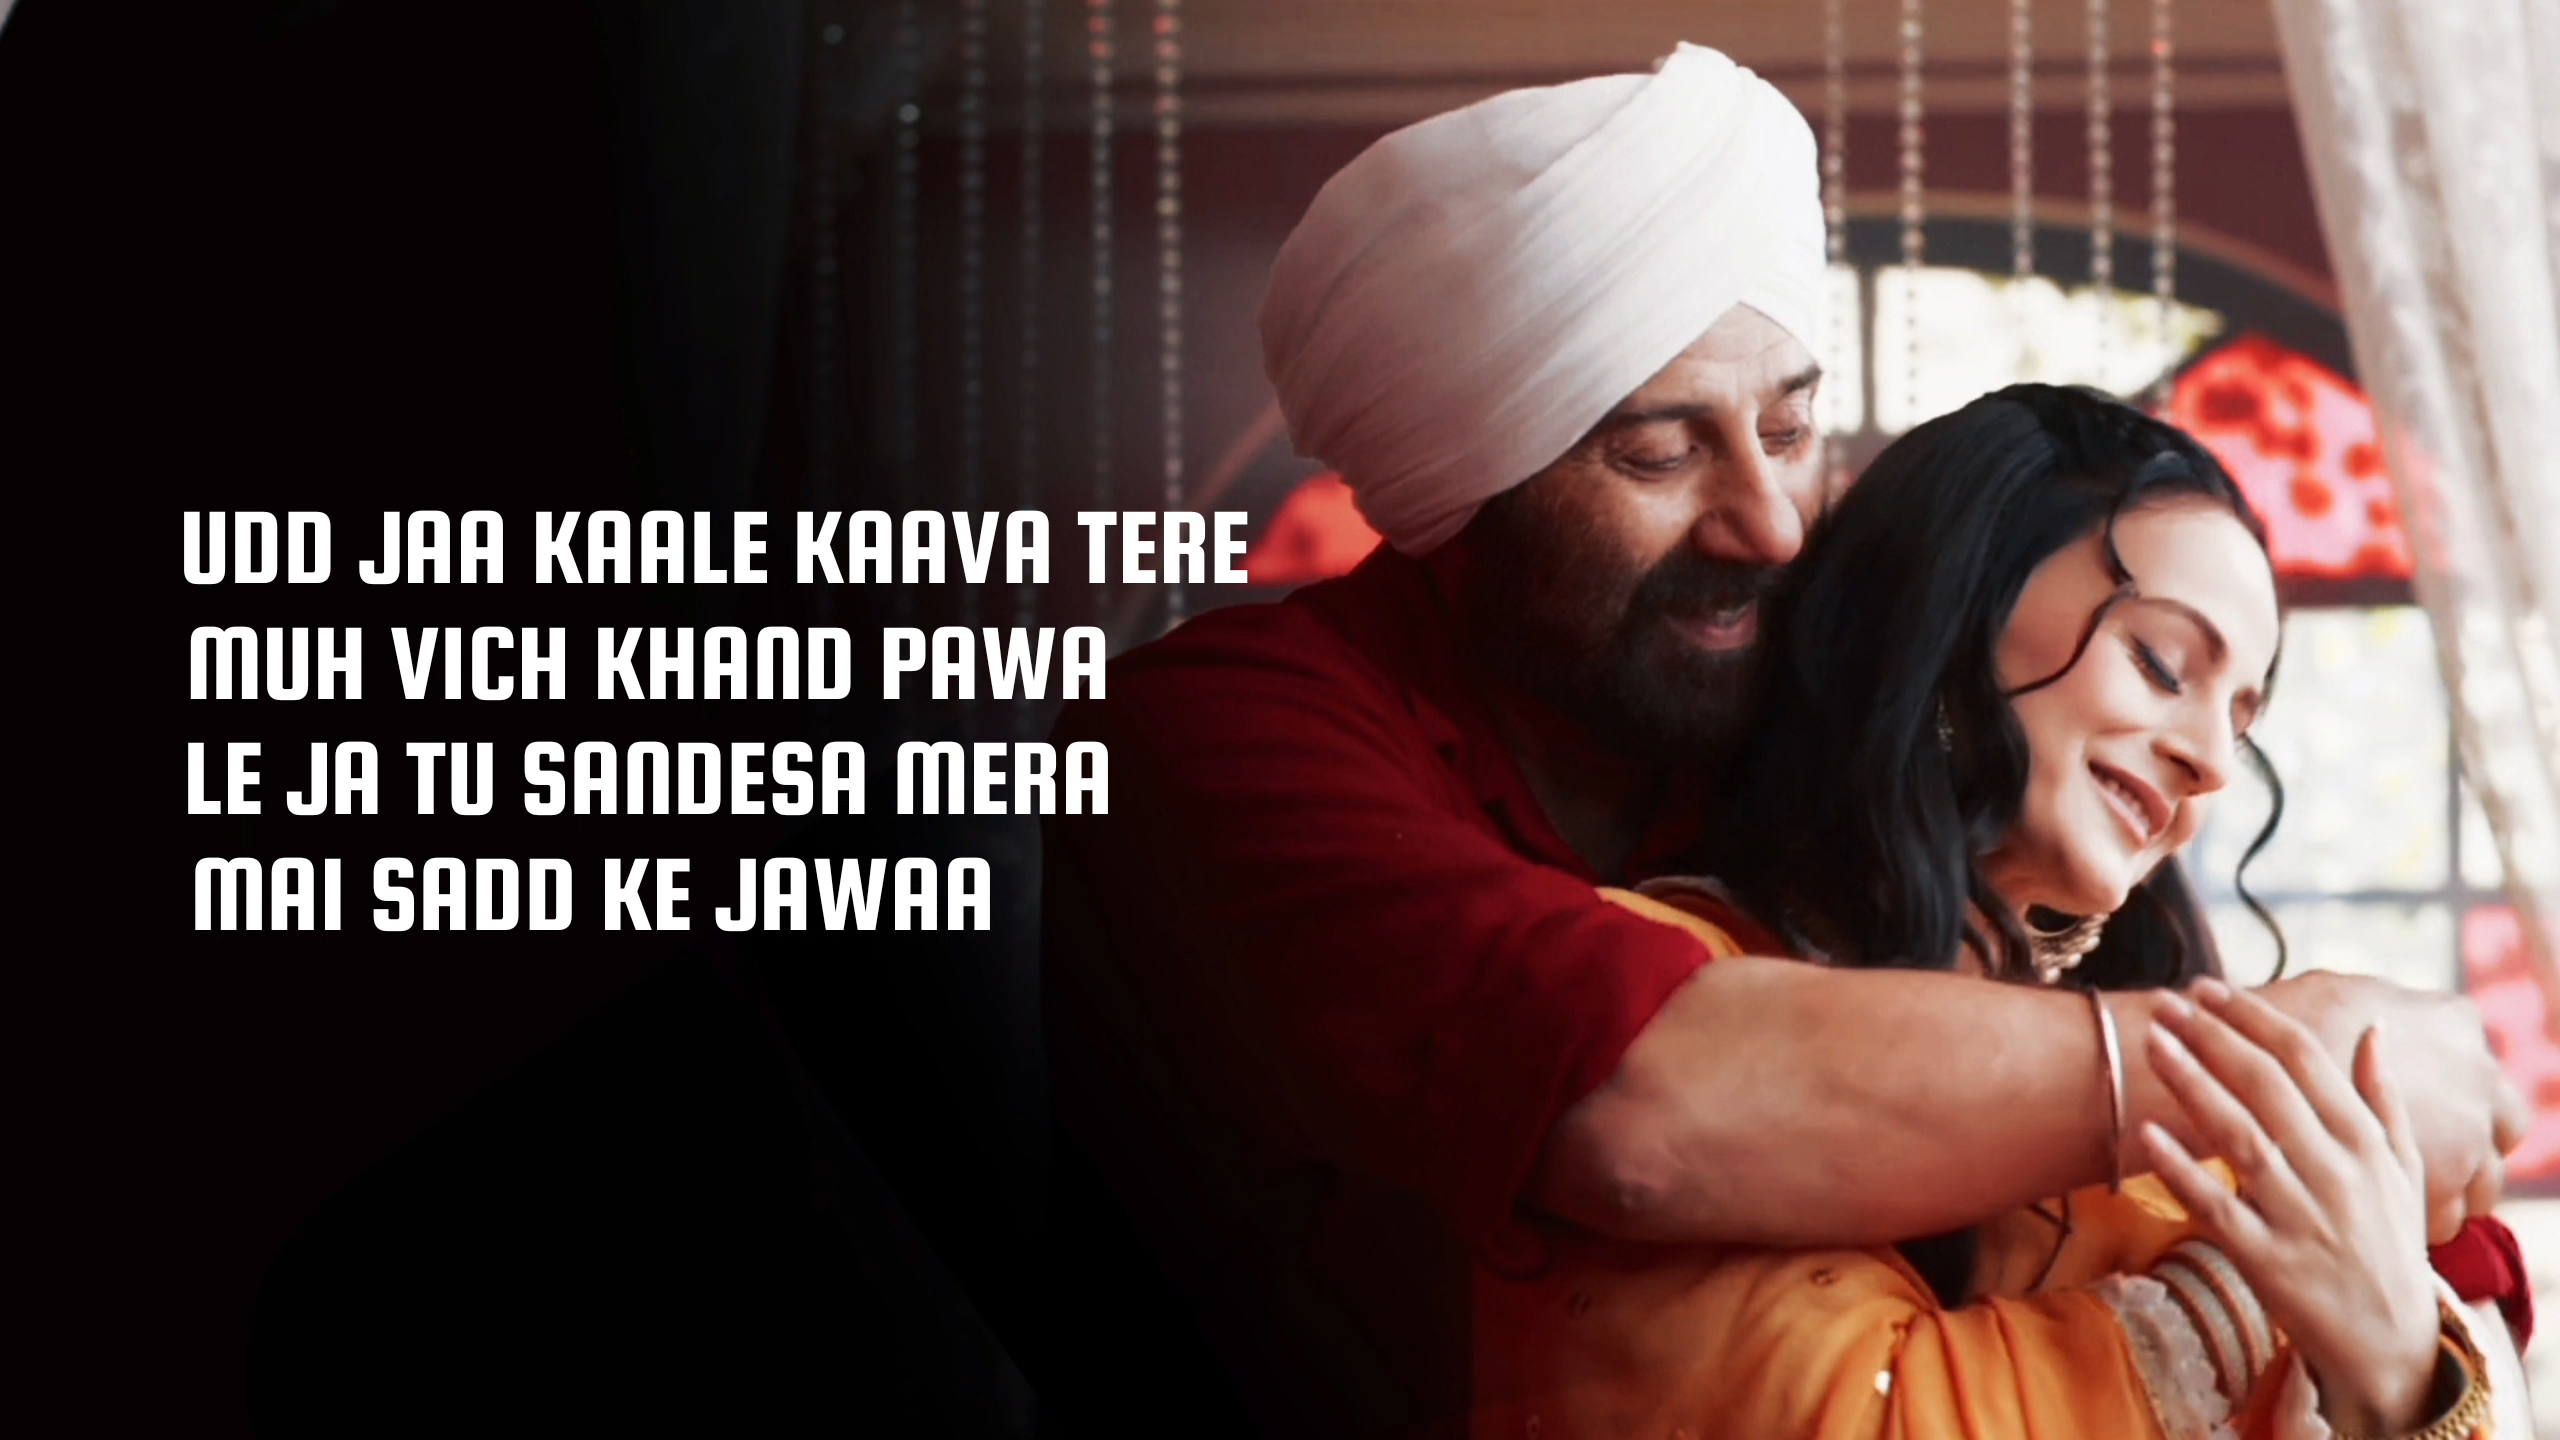 UDD JAA KAALE KAAVA TERE
MUH VICH KHAND PAWA
LE JA TU SANDESA MERA
MAI SADD KE JAWAA